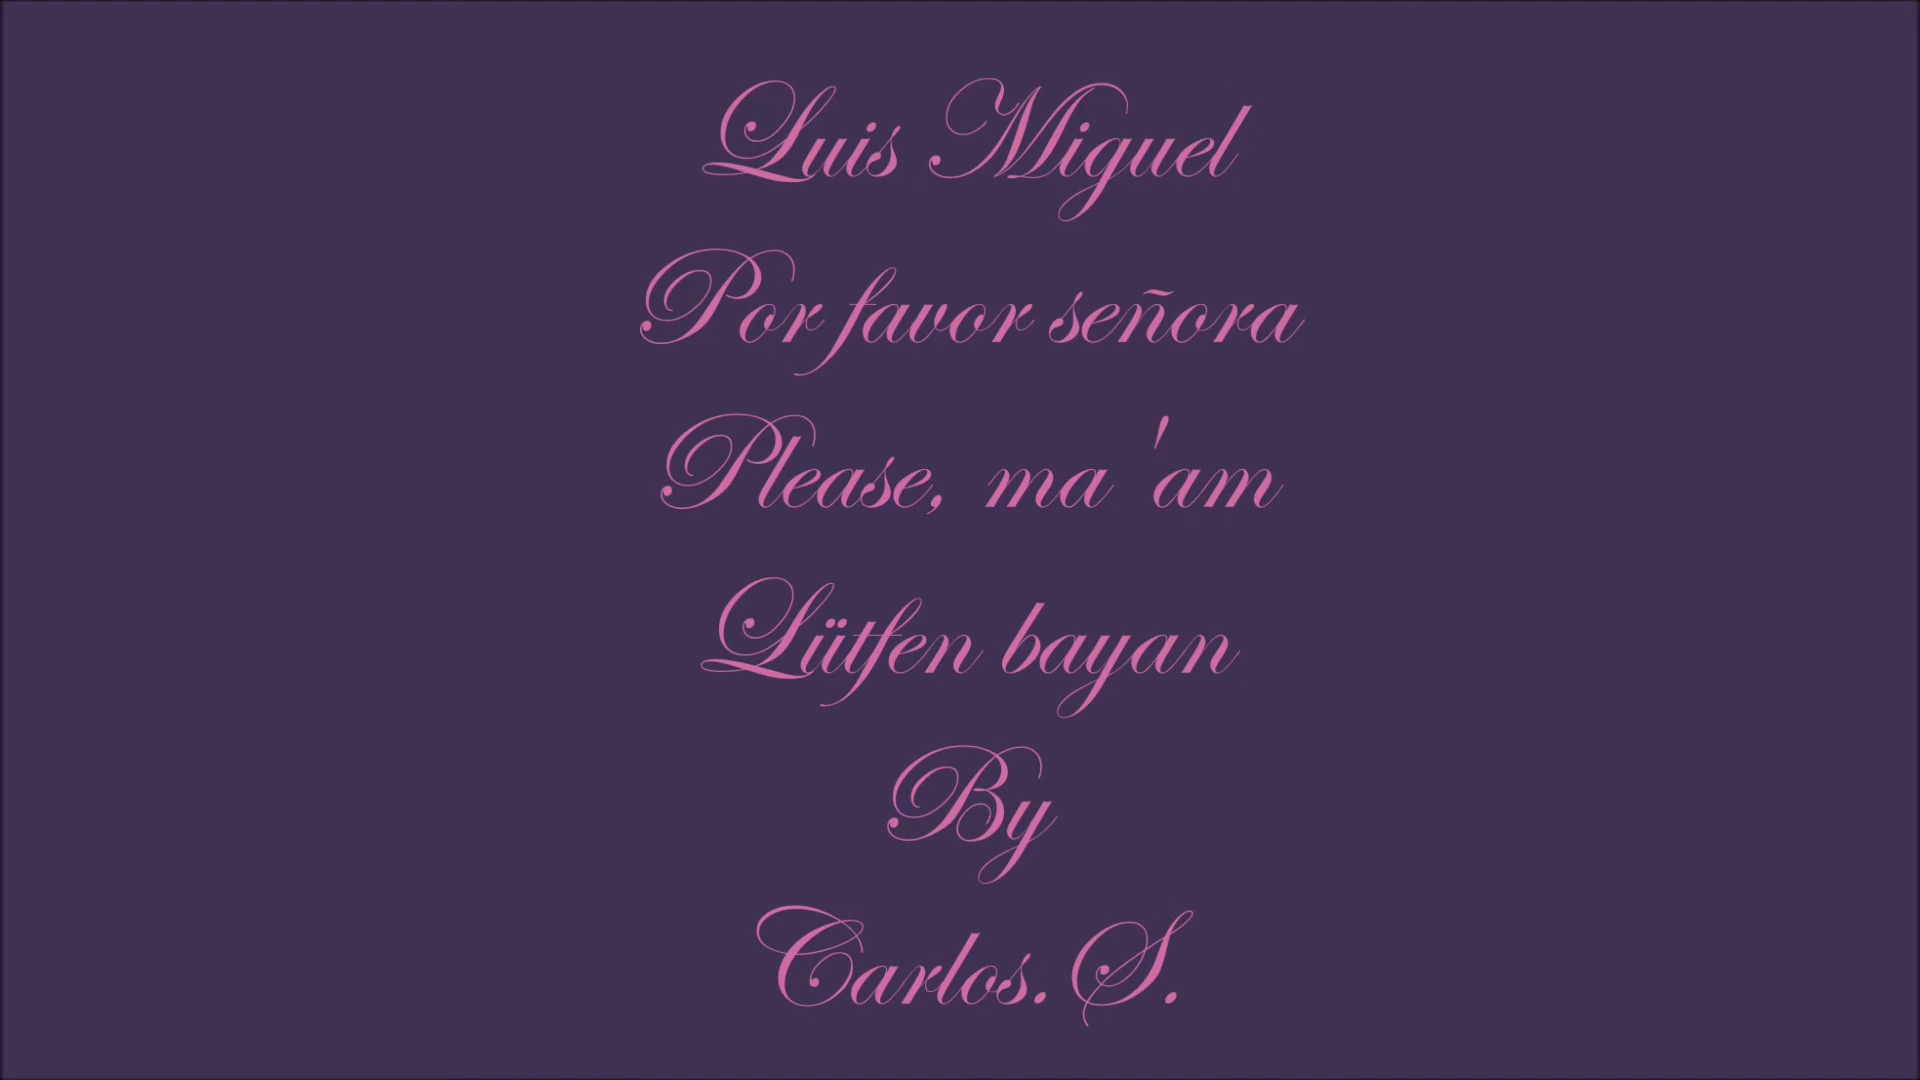 Luis Miguel
Por favor señora
Please, ma'am
Lütfen bayan
By
Carlos.S.